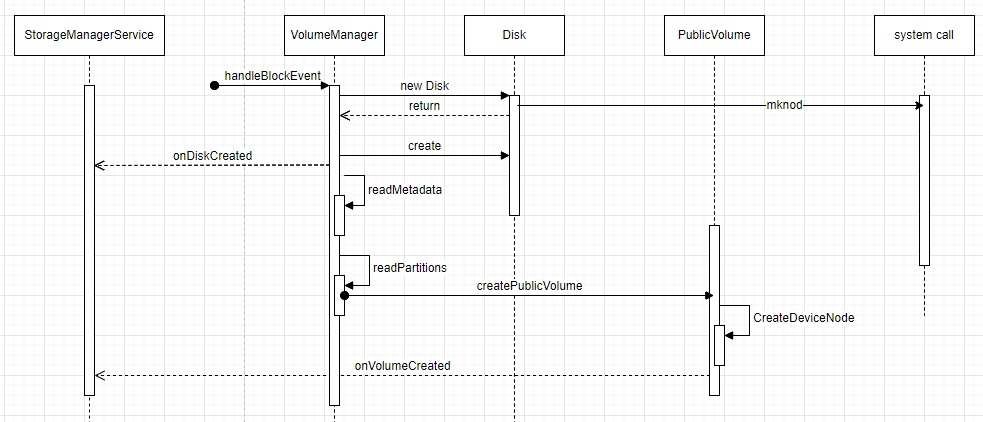 StorageManagerService
VolumeManager
Disk
PublicVolume
system call
handleBlockEvent
new Disk
return
mknod
create
onDiskCreated
readMetadata
readPartitions
createPublicVolume
CreateDeviceNode
onVolumeCreated